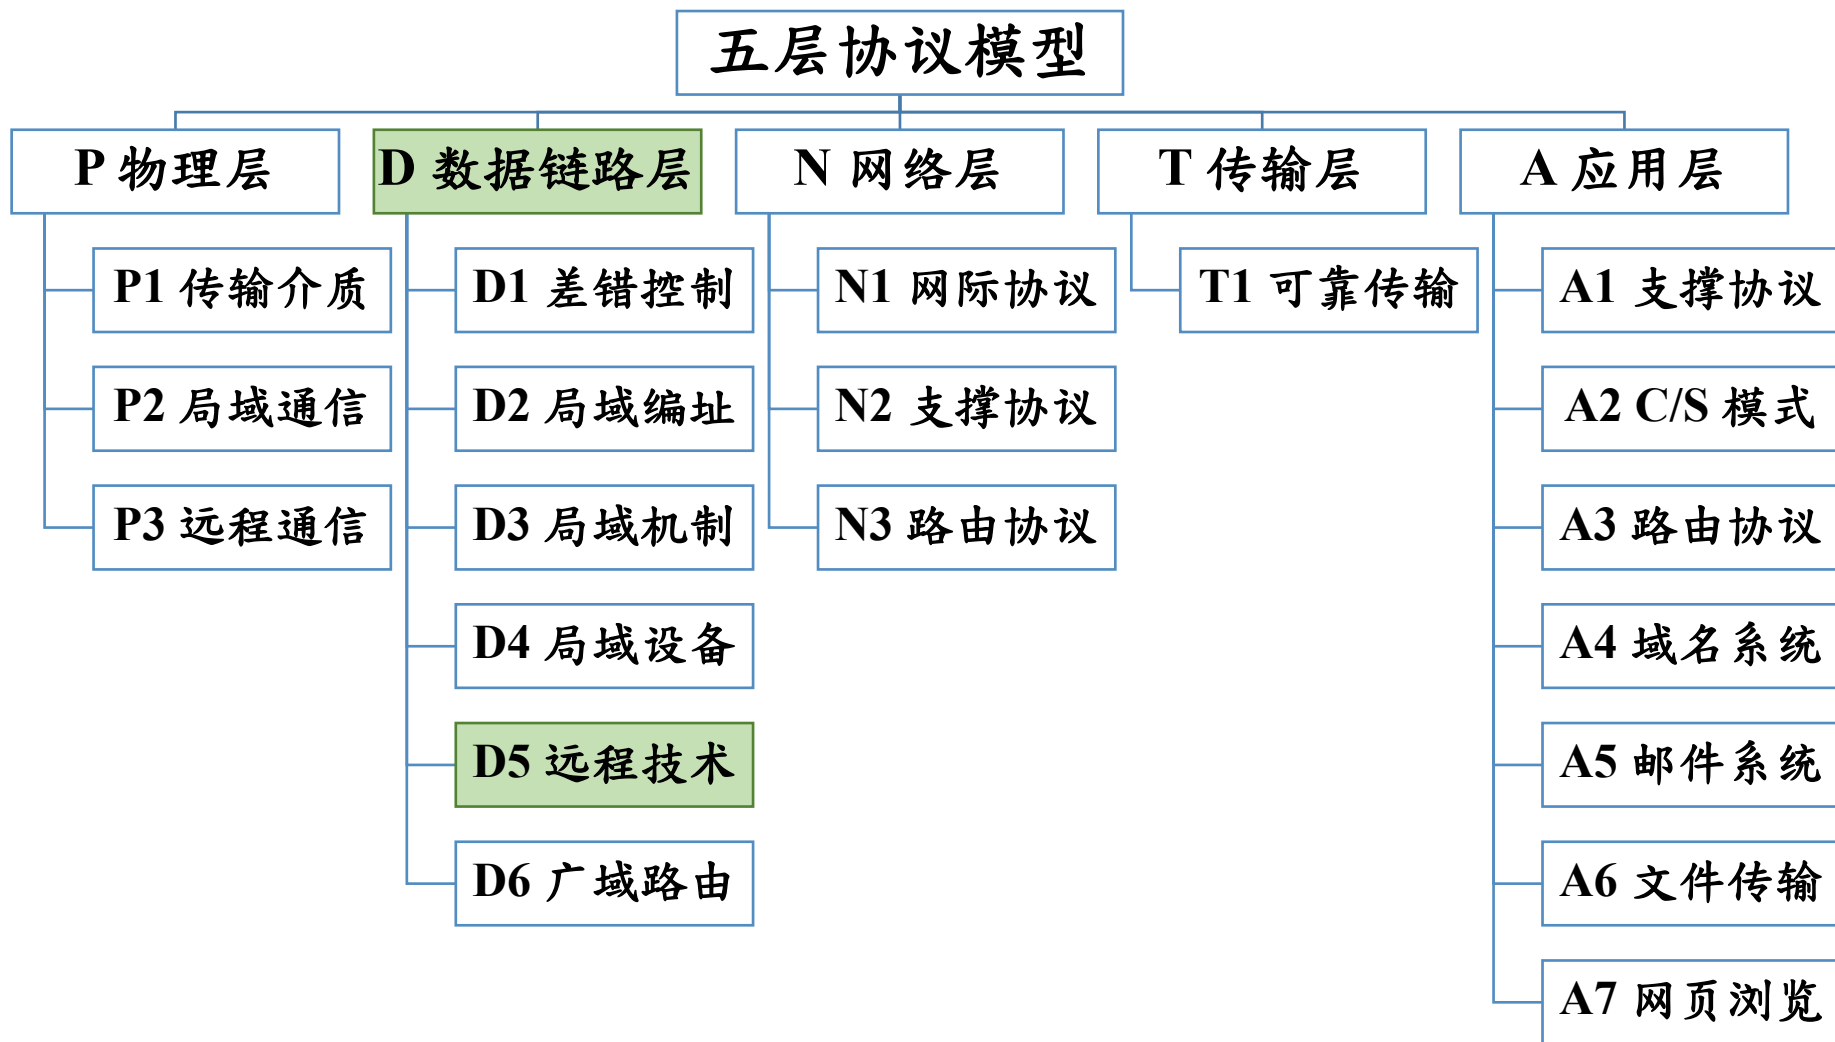 五层协议模型
P 物理层
P1 传输介质
P2 局域通信
P3 远程通信
D 数据链路层
D1 差错控制
D2 局域编址
D3 局域机制
D4 局域设备
D5 远程技术
D6 广域路由
N 网络层
N1 网际协议
N2 支撑协议
N3 路由协议
T 传输层
T1 可靠传输
A 应用层
A1 支撑协议
A2 C/S 模式
A3 路由协议
A4 域名系统
A5 邮件系统
A6 文件传输
A7 网页浏览